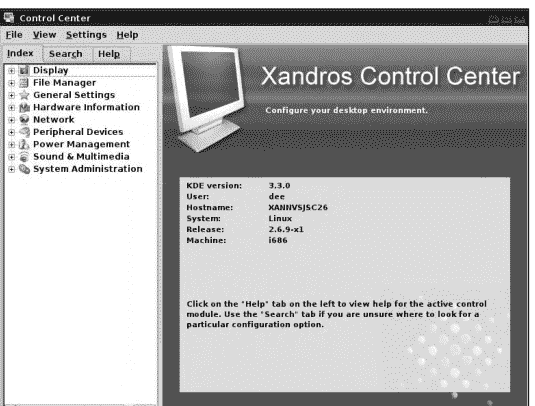 Control Center
File View Settings Help
Index Search Help
Display
File Manager
General Settings
Hardware Information
Network
Peripheral Devices
Power Management
Sound & Multimedia
System Administration
Xandros Control Center
Configure your desktop environment.
KDE version: 3.3.0
User: dee
Hostname: XANNVSJSC26
System: Linux
Release: 2.6.9-x1
Machine: i686
Click on the "Help" tab on the left to view help for the active control
module. Use the "Search" tab if you are unsure where to look for a
particular configuration option.